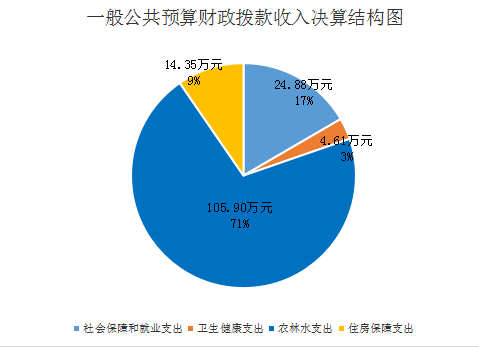 一般公共预算财政拨款收入决算结构图
14.35万元
9%
24.88万元
17%
4.61万元
3%
105.90万元
71%
社会保障和就业支出 卫生健康支出 农林水支出 住房保障支出